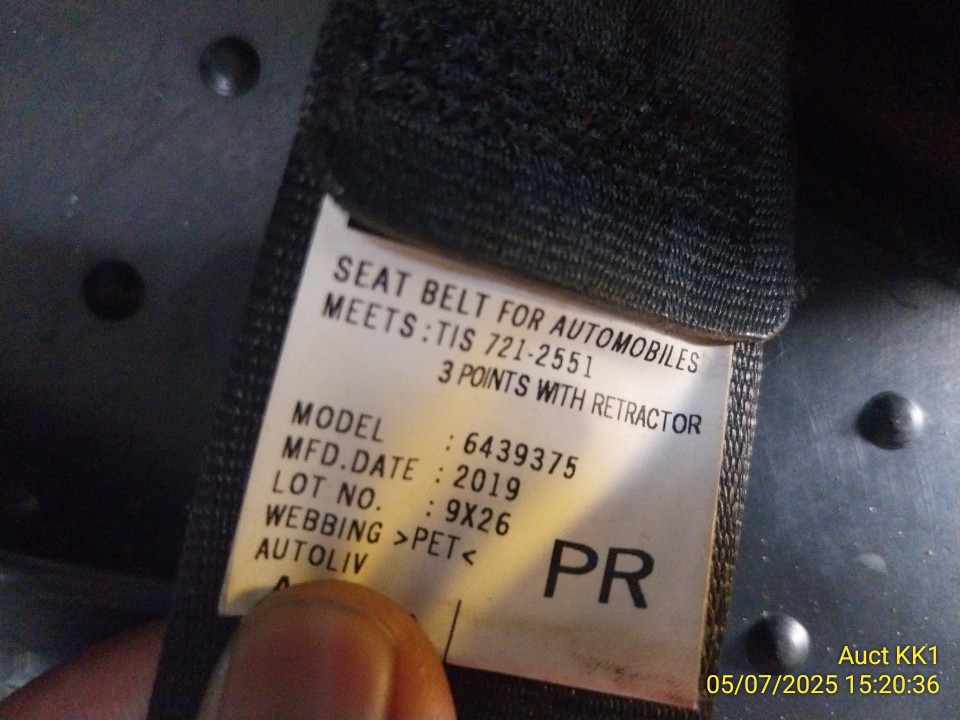 SEAT BELT FOR AUTOMOBILES
MEETS : TIS 721-2551
3 POINTS WITH RETRACTOR
MODEL : 6439375
MFD.DATE : 2019
LOT NO. : 9X26
WEBBING >PET<
AUTOLIV
PR
Auct KK1
05/07/2025 15:20:36